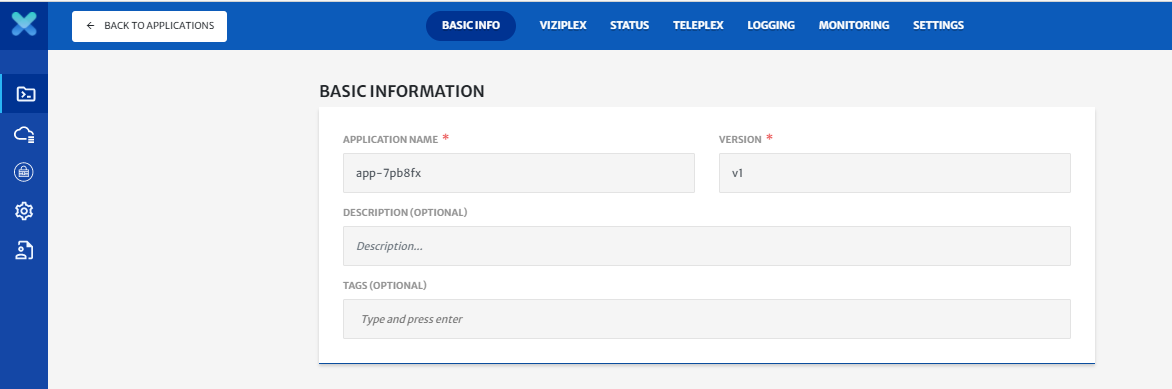 ← BACK TO APPLICATIONS BASIC INFO VIZIPLEX STATUS TELEPLEX LOGGING MONITORING SETTINGS
BASIC INFORMATION
APPLICATION NAME * VERSION *
app-7pb8fx v1
DESCRIPTION (OPTIONAL)
Description...
TAGS (OPTIONAL)
Type and press enter